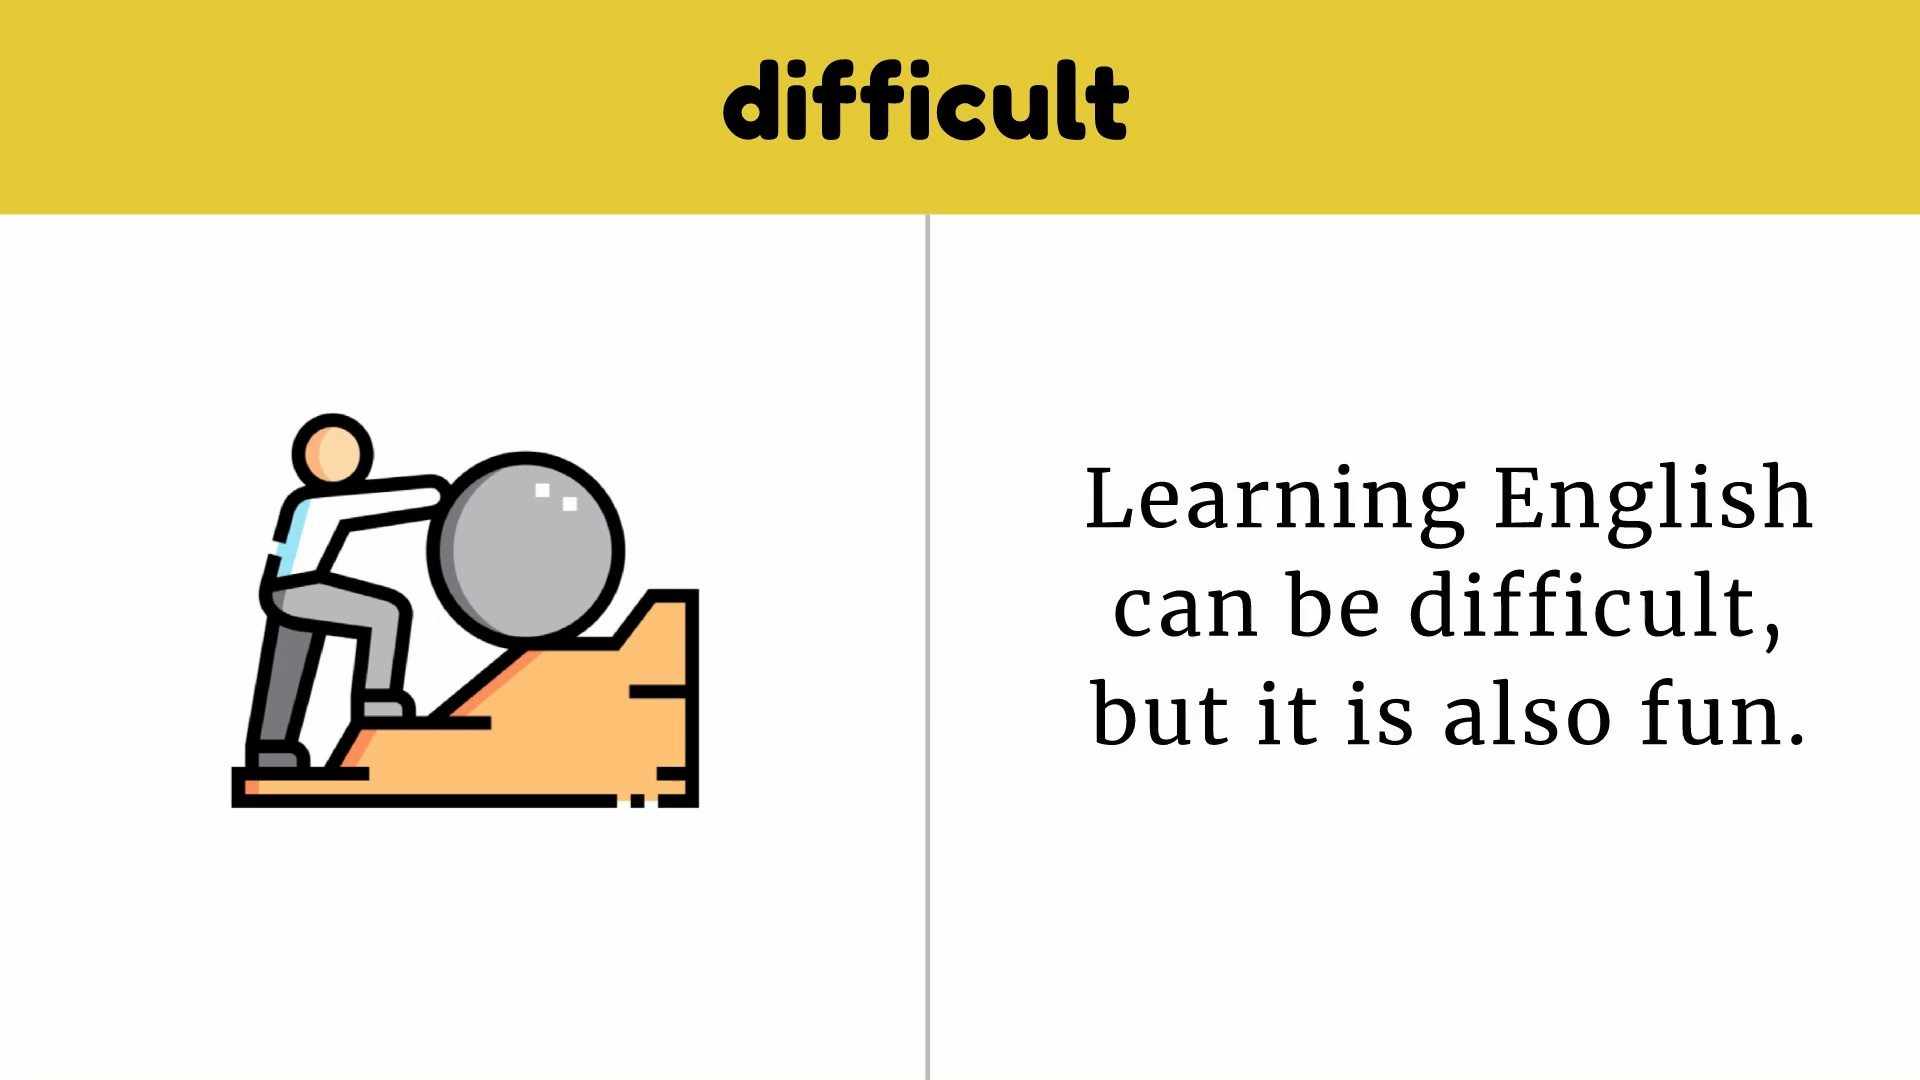 difficult
Learning English
can be difficult,
but it is also fun.